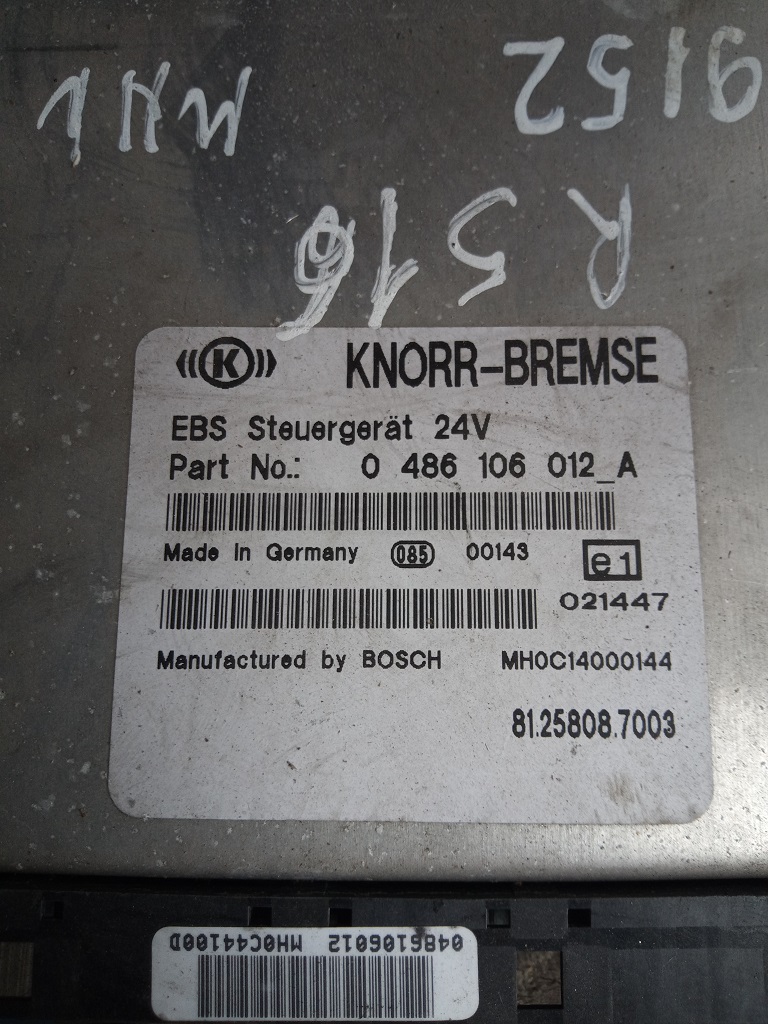 9152 MAN
R516
K KNORR-BREMSE
EBS Steuergerät 24V
Part No.: 0 486 106 012_A
Made In Germany 085 00143 e1
021447
Manufactured by BOSCH MH0C14000144
81.25808.7003
0486106012 MH0C44100D